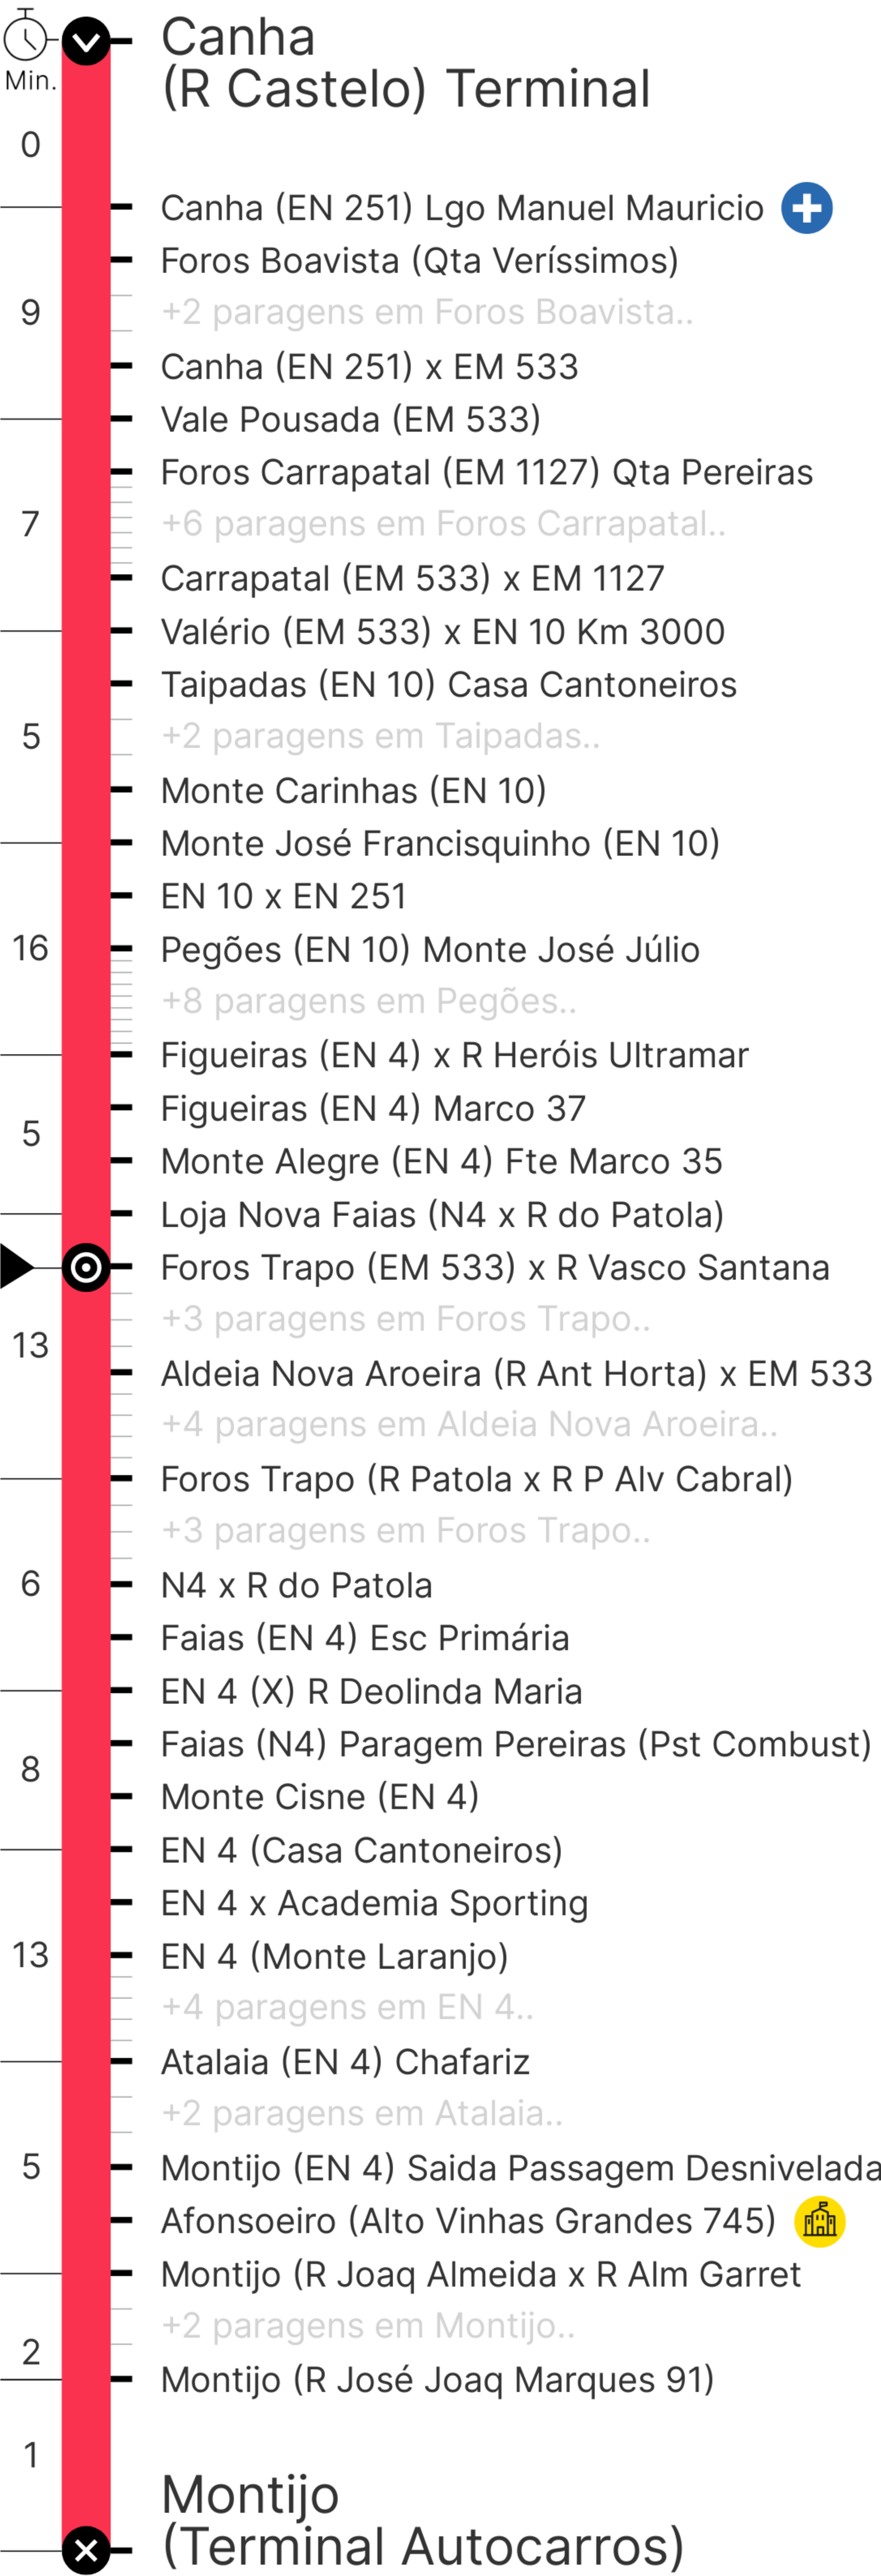 Canha
(R Castelo) Terminal
Min.
0
Canha (EN 251) Lgo Manuel Mauricio
Foros Boavista (Qta Veríssimos)
9
+2 paragens em Foros Boavista..
Canha (EN 251) x EM 533
Vale Pousada (EM 533)
Foros Carrapatal (EM 1127) Qta Pereiras
7
+6 paragens em Foros Carrapatal..
Carrapatal (EM 533) x EM 1127
Valério (EM 533) x EN 10 Km 3000
Taipadas (EN 10) Casa Cantoneiros
5
+2 paragens em Taipadas..
Monte Carinhas (EN 10)
Monte José Francisquinho (EN 10)
EN 10 x EN 251
16
Pegões (EN 10) Monte José Júlio
+8 paragens em Pegões..
Figueiras (EN 4) x R Heróis Ultramar
Figueiras (EN 4) Marco 37
5
Monte Alegre (EN 4) Fte Marco 35
Loja Nova Faias (N4 x R do Patola)
Foros Trapo (EM 533) x R Vasco Santana
+3 paragens em Foros Trapo..
13
Aldeia Nova Aroeira (R Ant Horta) x EM 533
+4 paragens em Aldeia Nova Aroeira..
Foros Trapo (R Patola x R P Alv Cabral)
+3 paragens em Foros Trapo..
6
N4 x R do Patola
Faias (EN 4) Esc Primária
EN 4 (X) R Deolinda Maria
Faias (N4) Paragem Pereiras (Pst Combust)
8
Monte Cisne (EN 4)
EN 4 (Casa Cantoneiros)
EN 4 x Academia Sporting
13
EN 4 (Monte Laranjo)
+4 paragens em EN 4..
Atalaia (EN 4) Chafariz
+2 paragens em Atalaia..
5
Montijo (EN 4) Saida Passagem Desnivelada
Afonsoeiro (Alto Vinhas Grandes 745)
Montijo (R Joaq Almeida x R Alm Garret
+2 paragens em Montijo..
2
Montijo (R José Joaq Marques 91)
1
Montijo
(Terminal Autocarros)